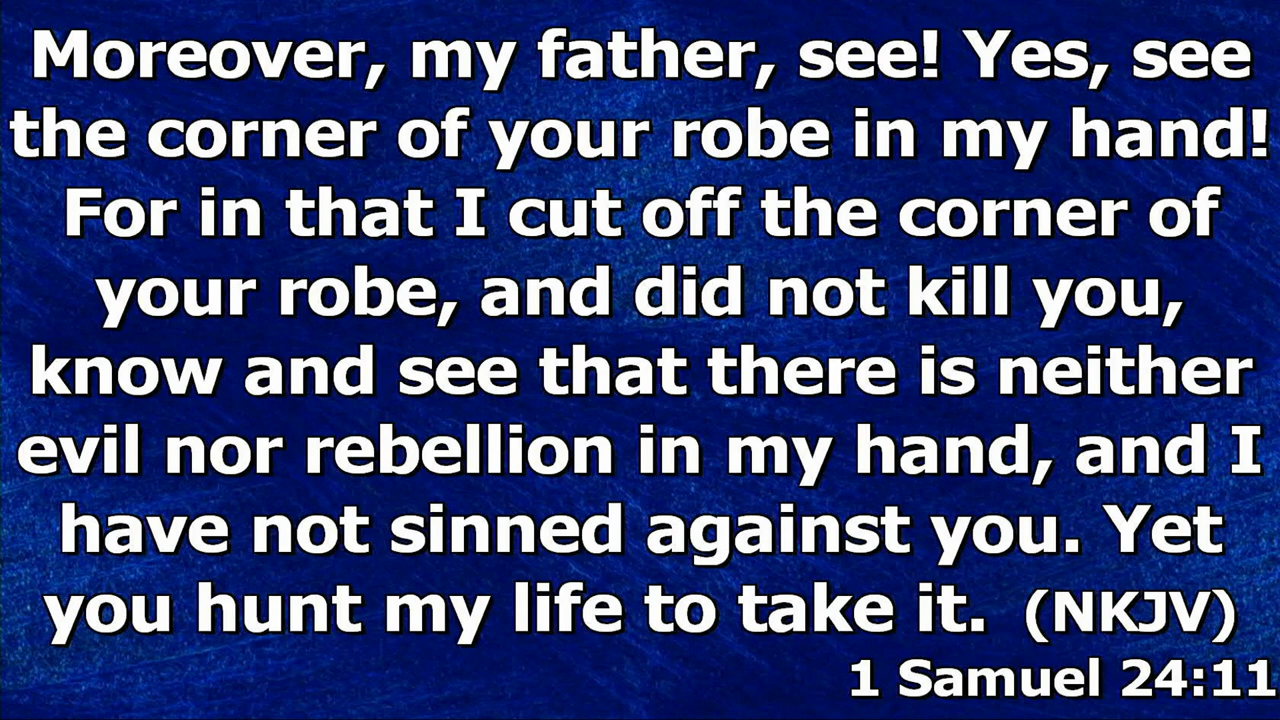 Moreover, my father, see! Yes, see
the corner of your robe in my hand!
For in that I cut off the corner of
your robe, and did not kill you,
know and see that there is neither
evil nor rebellion in my hand, and I
have not sinned against you. Yet
you hunt my life to take it. (NKJV)
1 Samuel 24:11